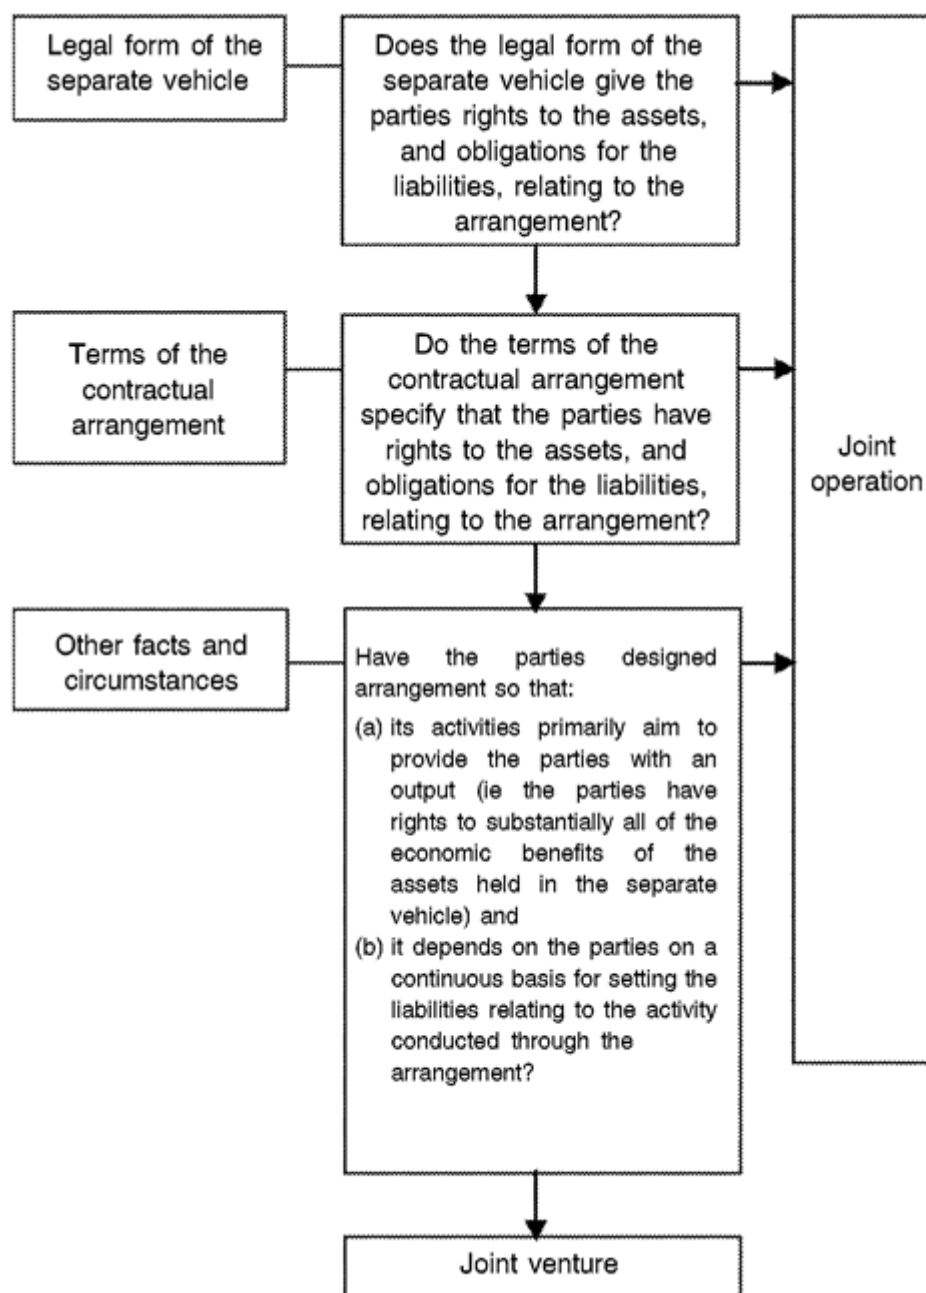 Legal form of the
separate vehicle
Does the legal form of the
separate vehicle give the
parties rights to the assets,
and obligations for the
liabilities, relating to the
arrangement?
Terms of the
contractual
arrangement
Do the terms of the
contractual arrangement
specify that the parties have
rights to the assets, and
obligations for the liabilities,
relating to the arrangement?
Joint
operation
Other facts and
circumstances
Have the parties designed
arrangement so that:
(a) its activities primarily aim to
provide the parties with an
output (ie the parties have
rights to substantially all of the
economic benefits of the
assets held in the separate
vehicle) and
(b) it depends on the parties on a
continuous basis for setting the
liabilities relating to the activity
conducted through the
arrangement?
Joint venture